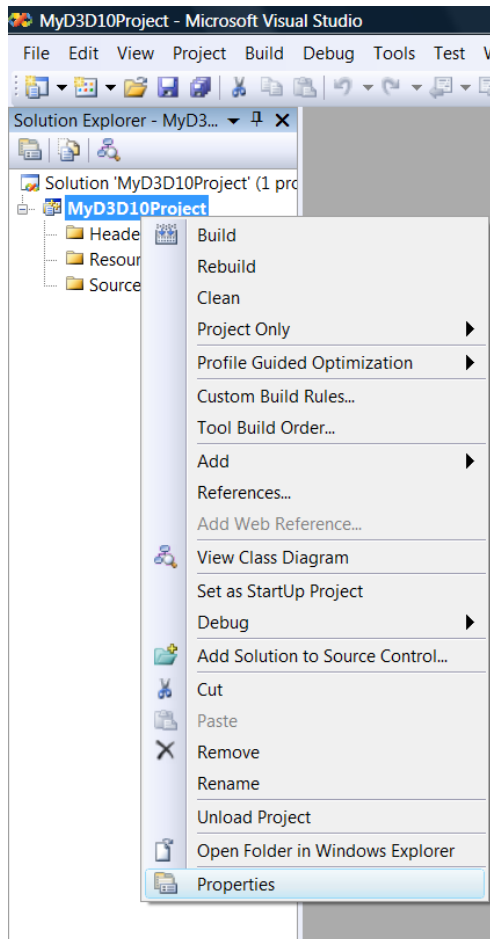 MyD3D10Project - Microsoft Visual Studio
File Edit View Project Build Debug Tools Test
Solution Explorer - MyD3...
Solution 'MyD3D10Project' (1 pro
MyD3D10Project
Heade
Resour
Source
Build
Rebuild
Clean
Project Only
Profile Guided Optimization
Custom Build Rules...
Tool Build Order...
Add
References...
Add Web Reference...
View Class Diagram
Set as StartUp Project
Debug
Add Solution to Source Control...
Cut
Paste
Remove
Rename
Unload Project
Open Folder in Windows Explorer
Properties